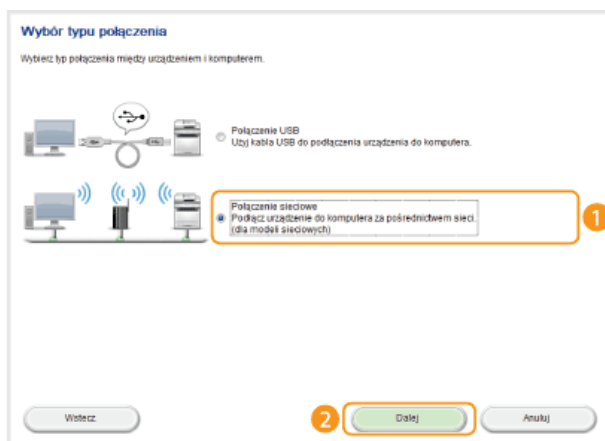 Wybór typu połączenia
Wybierz typ połączenia między urządzeniem i komputerem.
Połączenie USB
Użyj kabla USB do podłączenia urządzenia do komputera.
Połączenie sieciowe
Podłącz urządzenie do komputera za pośrednictwem sieci.
(dla modeli sieciowych)
1
Wstecz
2
Dalej
Anuluj